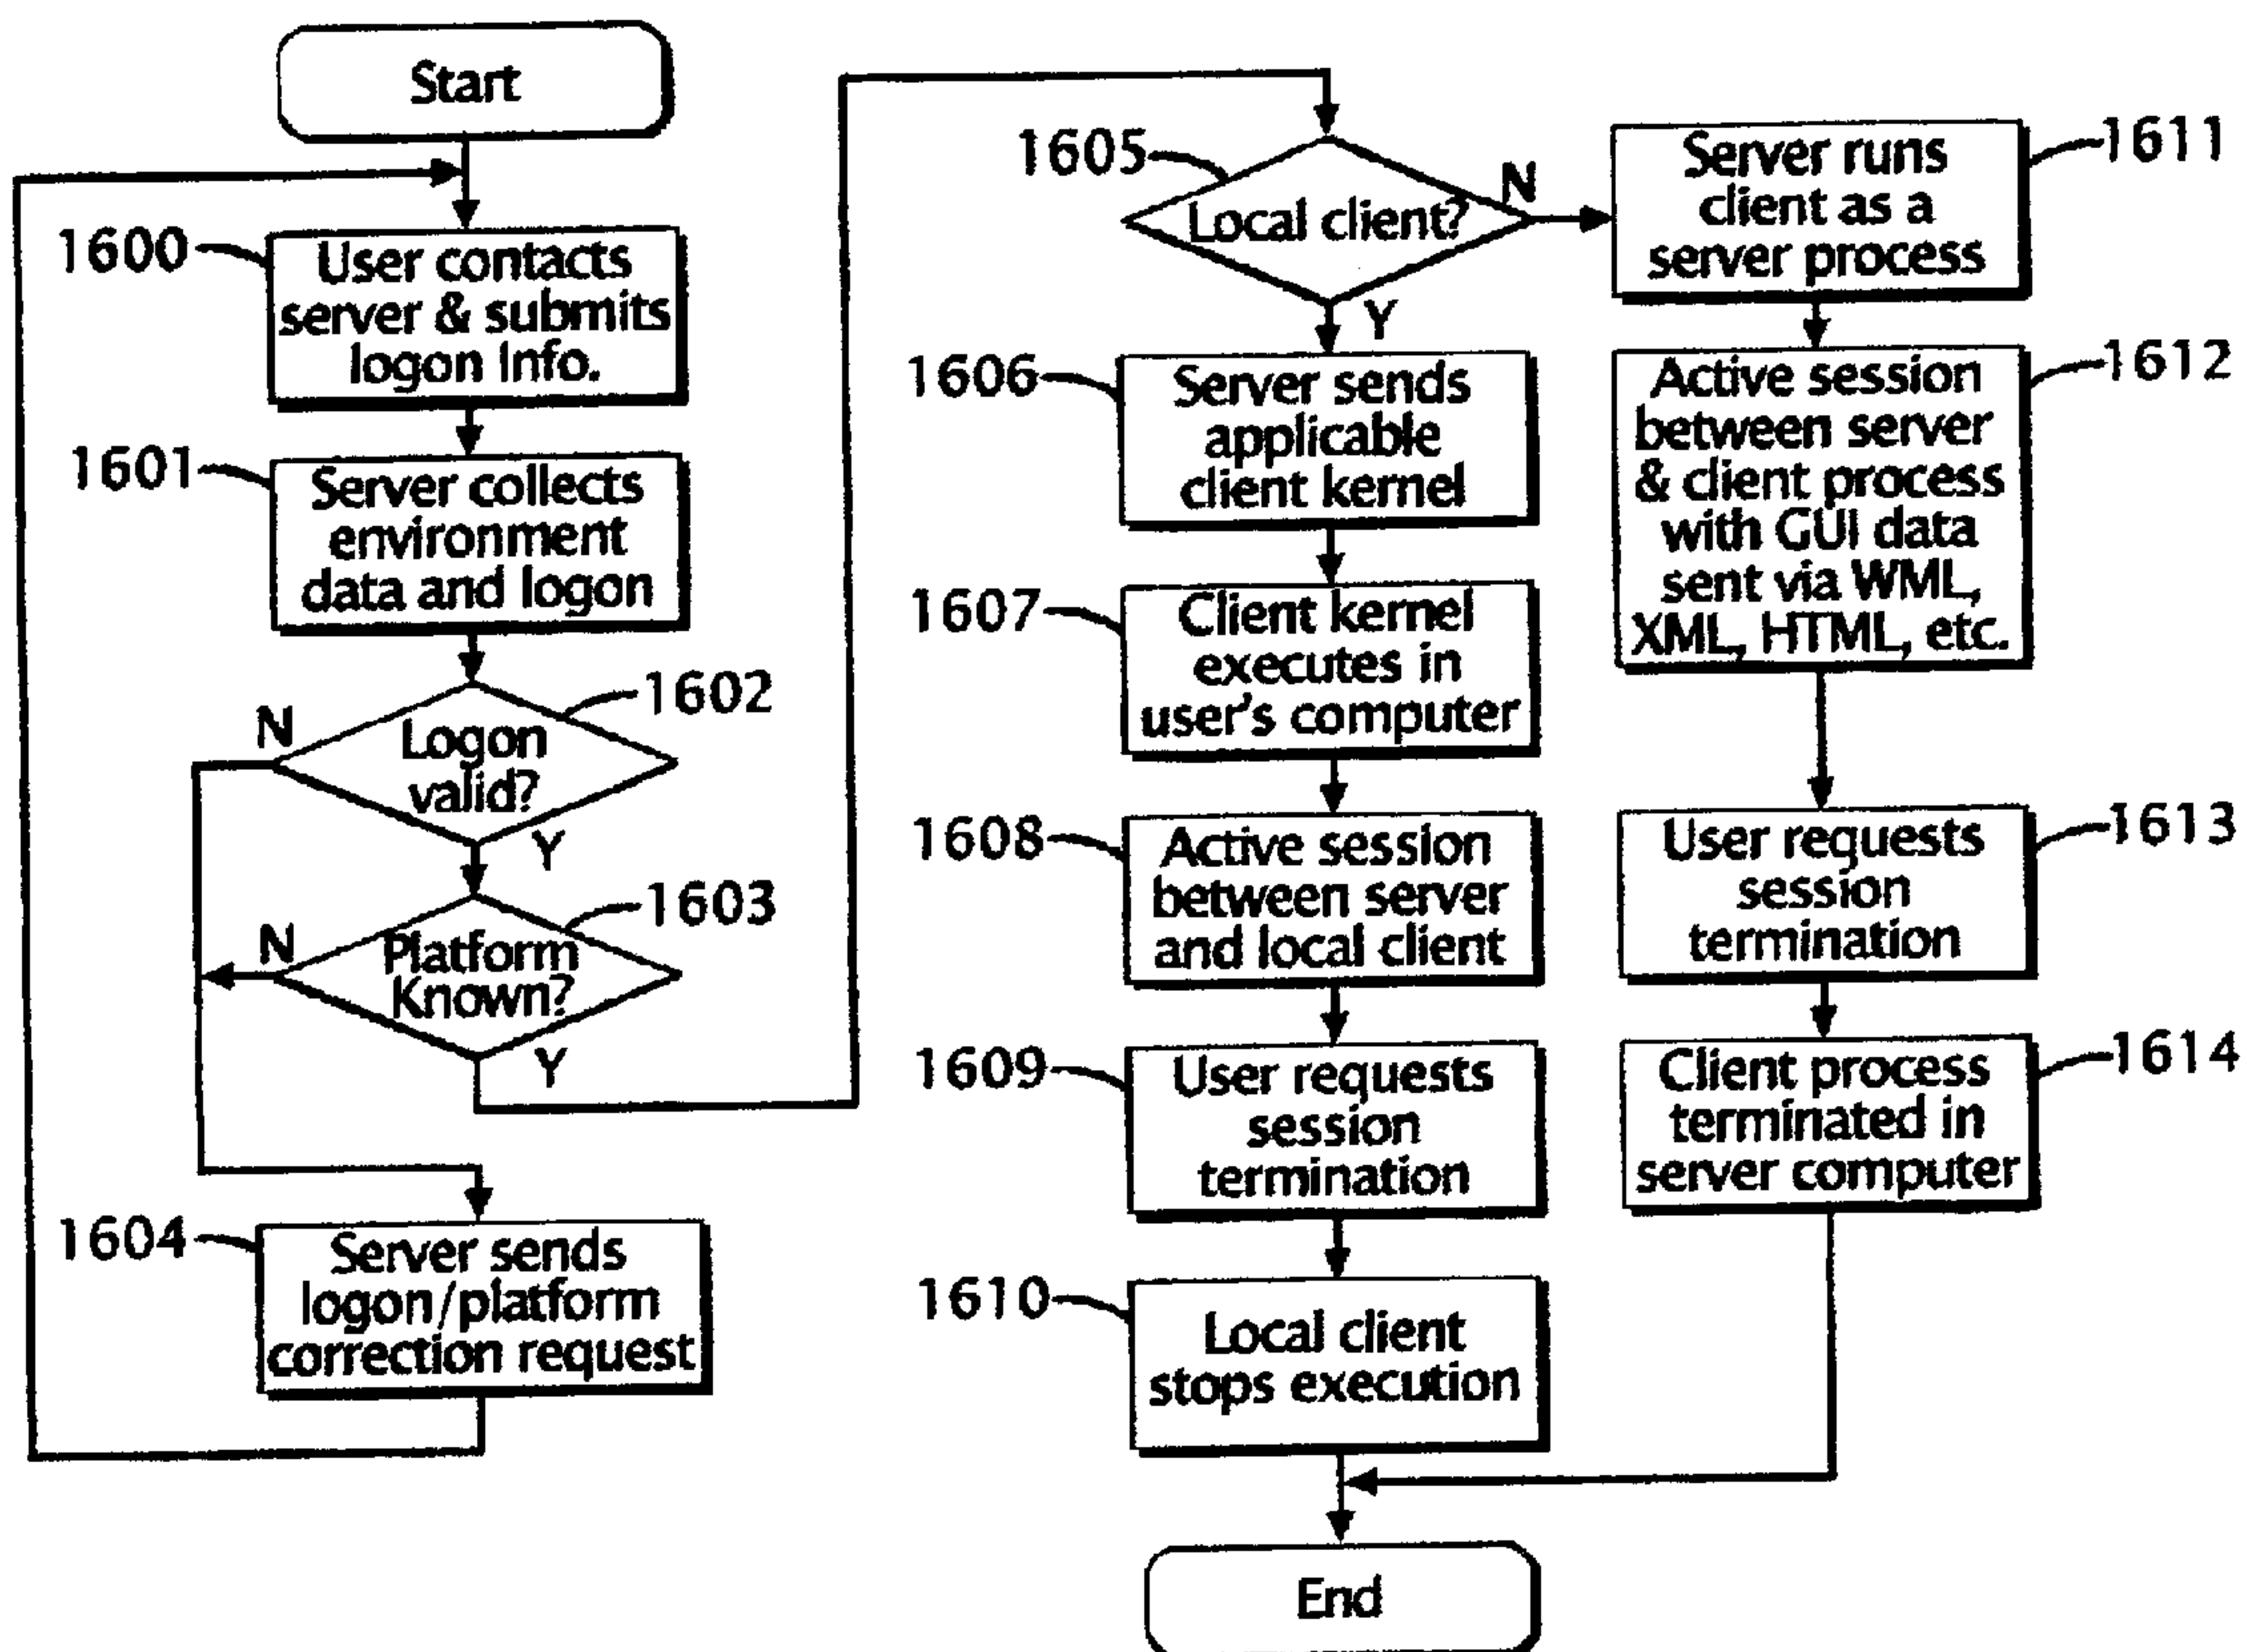 Start
1600
User contacts
server & submits
logon Info.
1601
Server collects
environment
data and logon
1602
Logon
valid?
N
Y
1603
Platform
Known?
N
Y
1604
Server sends
logon/platform
correction request
1605
Local client?
N
Y
1606
Server sends
applicable
client kernel
1607
Client kernel
executes in
user's computer
1608
Active session
between server
and local client
1609
User requests
session
termination
1610
Local client
stops execution
1611
Server runs
client as a
server process
1612
Active session
between server
& client process
with GUI data
sent via WML,
XML, HTML, etc.
1613
User requests
session
termination
1614
Client process
terminated in
server computer
End